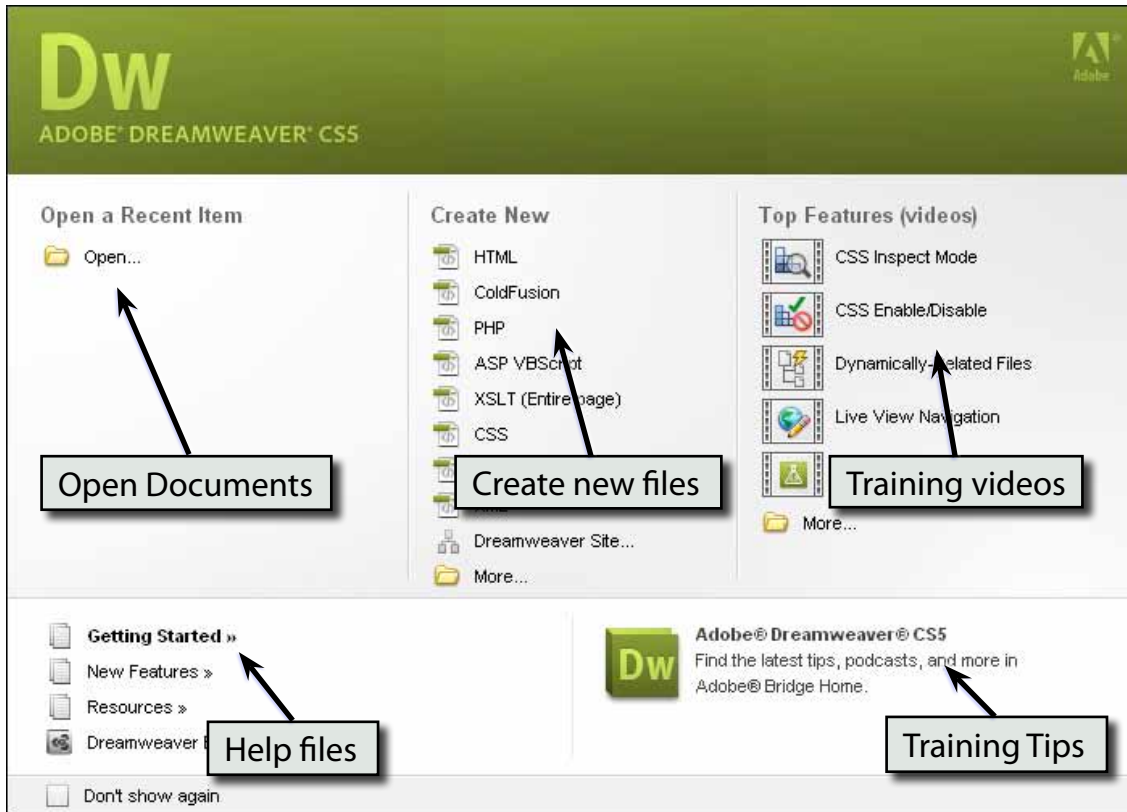 Dw
ADOBE® DREAMWEAVER® CS5
Adobe
Open a Recent Item
Open...
Open Documents
Create New
HTML
ColdFusion
PHP
ASP VBScript
XSLT (Entire page)
CSS
Create new files
Dreamweaver Site...
More...
Top Features (videos)
CSS Inspect Mode
CSS Enable/Disable
Dynamically-Related Files
Live View Navigation
Training videos
More...
Getting Started »
New Features »
Resources »
Dreamweaver
Help files
Dw
Adobe® Dreamweaver® CS5
Find the latest tips, podcasts, and more in
Adobe® Bridge Home.
Training Tips
Don't show again